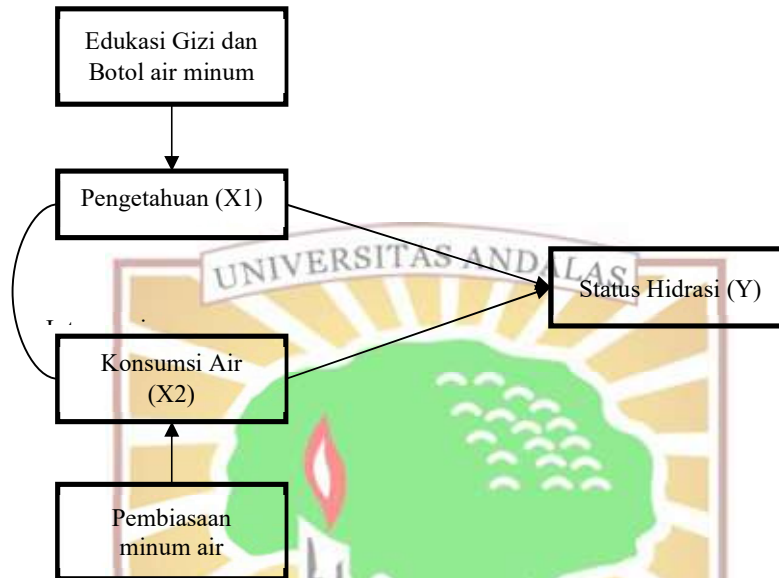 Edukasi Gizi dan
Botol air minum
Pengetahuan (X1)
UNIVERSITAS ANDALAS
Status Hidrasi (Y)
Konsumsi Air
(X2)
Pembiasaan
minum air